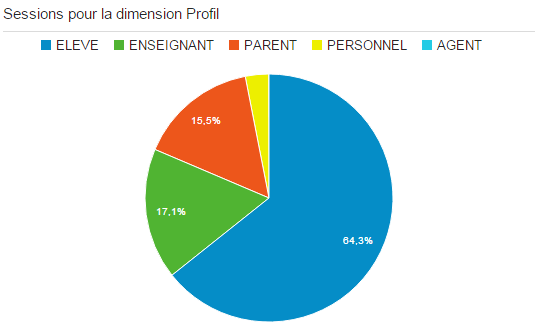 Sessions pour la dimension Profil
ELEVE ENSEIGNANT PARENT PERSONNEL AGENT
15,5%
17,1%
64,3%